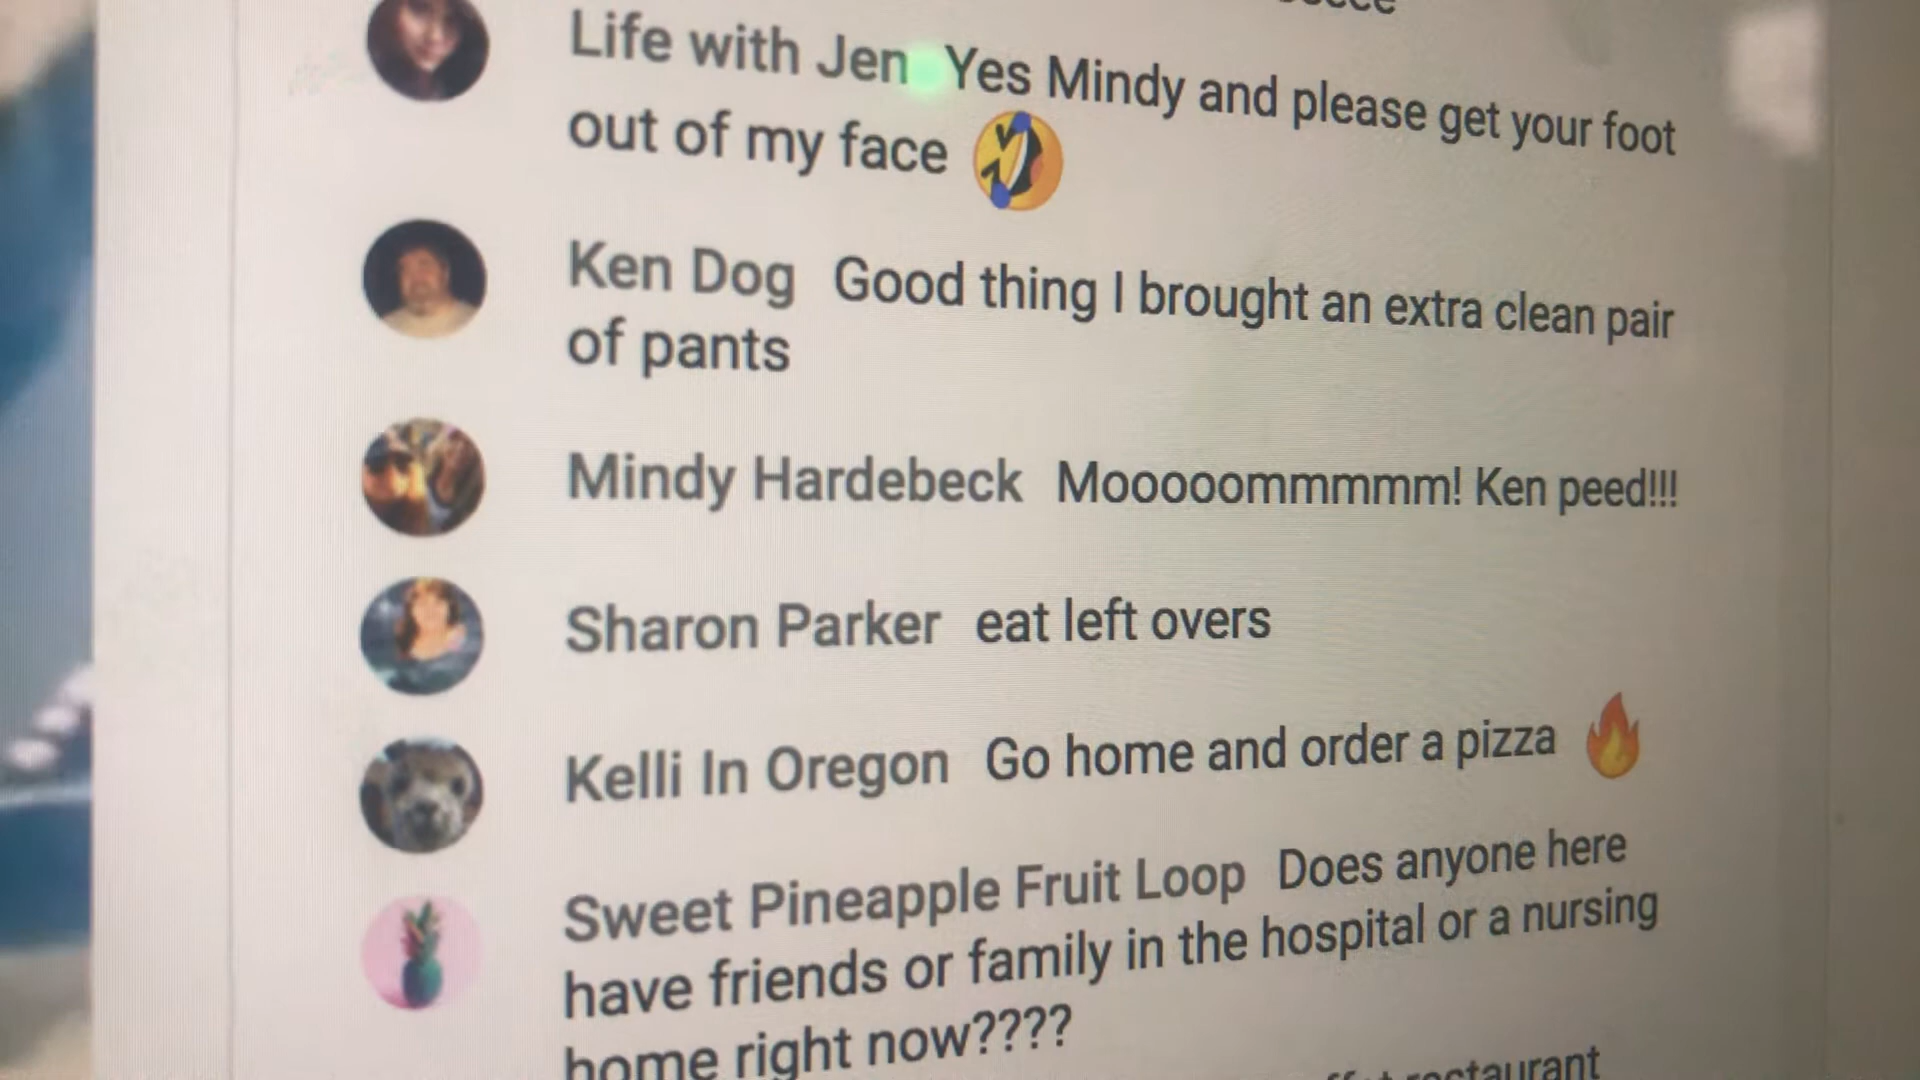 Life with Jen Yes Mindy and please get your foot
out of my face 🤣
Ken Dog Good thing I brought an extra clean pair
of pants
Mindy Hardebeck Mooooommmmm! Ken peed!!!
Sharon Parker eat left overs
Kelli In Oregon Go home and order a pizza 🔥
Sweet Pineapple Fruit Loop Does anyone here
have friends or family in the hospital or a nursing
home right now????
restaurant